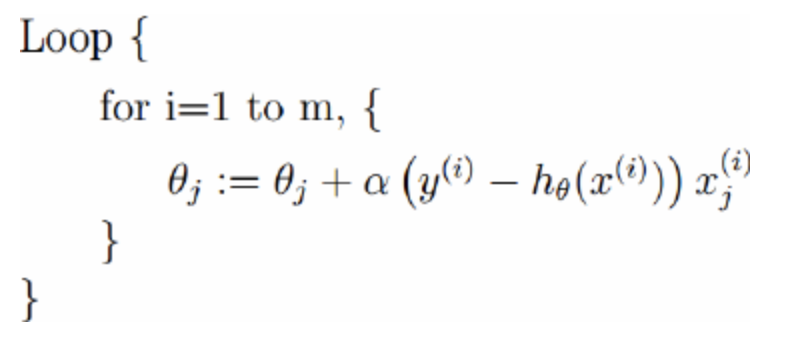 Loop {
for i=1 to m, {
θ_j := θ_j + α (y^{(i)} − h_θ(x^{(i)})) x_j^{(i)}
}
}